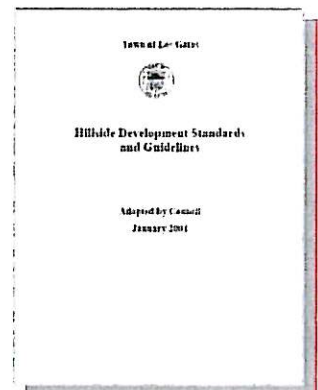 Town of Los Gatos
Hillside Development Standards
and Guidelines
Adopted by Council
January 2004